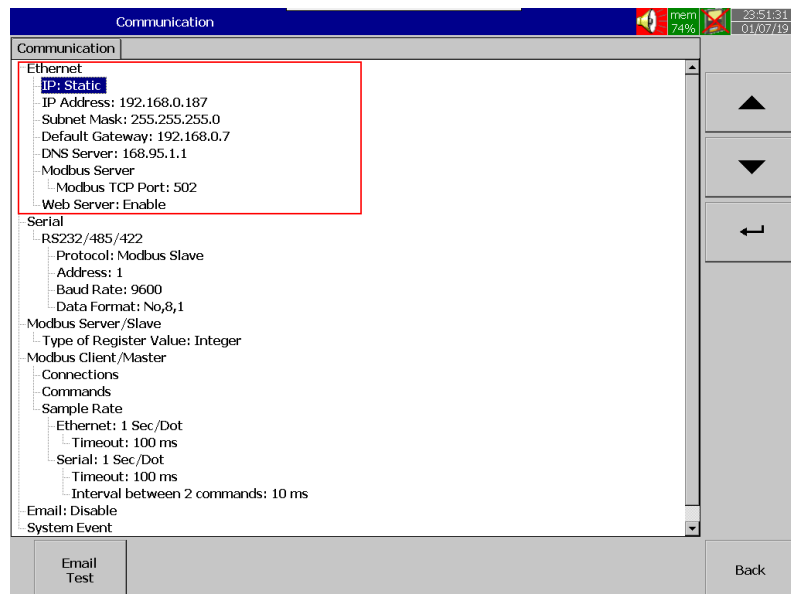 Communication
mem
74%
23:51:31
01/07/19
Communication
Ethernet
IP: Static
IP Address: 192.168.0.187
Subnet Mask: 255.255.255.0
Default Gateway: 192.168.0.7
DNS Server: 168.95.1.1
Modbus Server
Modbus TCP Port: 502
Web Server: Enable
Serial
RS232/485/422
Protocol: Modbus Slave
Address: 1
Baud Rate: 9600
Data Format: No,8,1
Modbus Server/Slave
Type of Register Value: Integer
Modbus Client/Master
Connections
Commands
Sample Rate
Ethernet: 1 Sec/Dot
Timeout: 100 ms
Serial: 1 Sec/Dot
Timeout: 100 ms
Interval between 2 commands: 10 ms
Email: Disable
System Event
Email
Test
Back